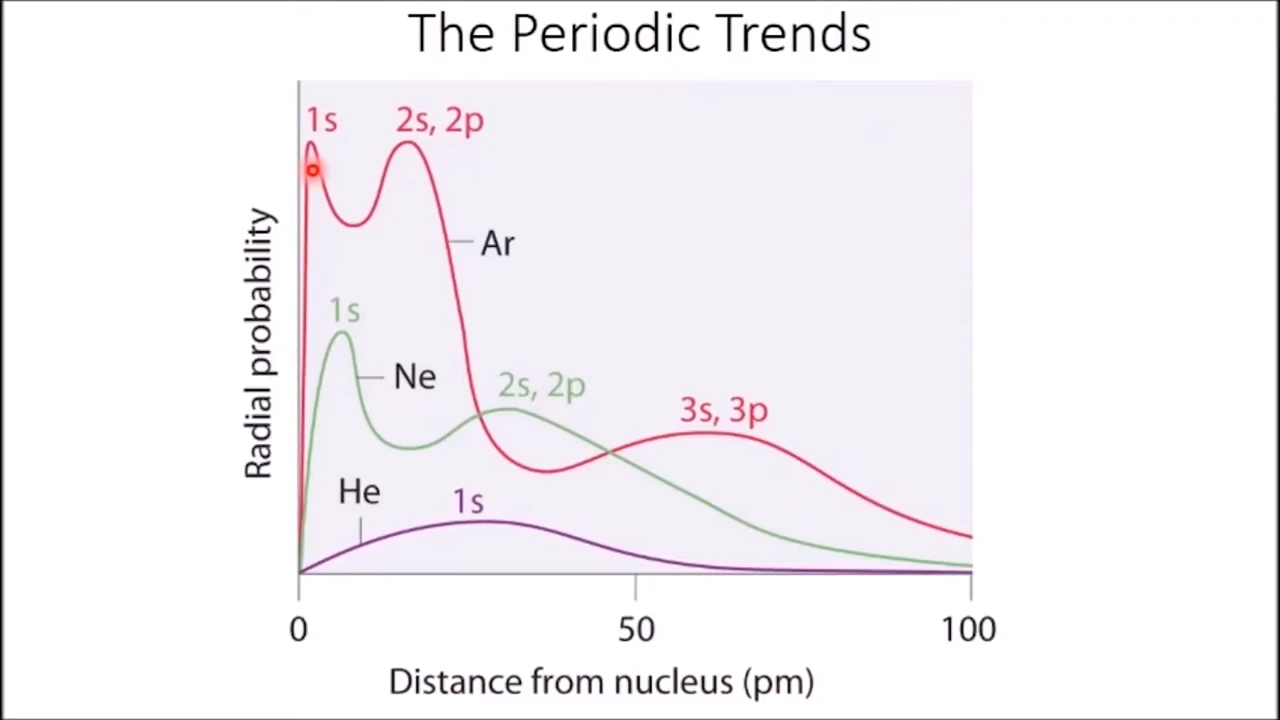 The Periodic Trends
1s
2s, 2p
Ar
1s
Ne
2s, 2p
3s, 3p
He
1s
Radial probability
0
50
100
Distance from nucleus (pm)